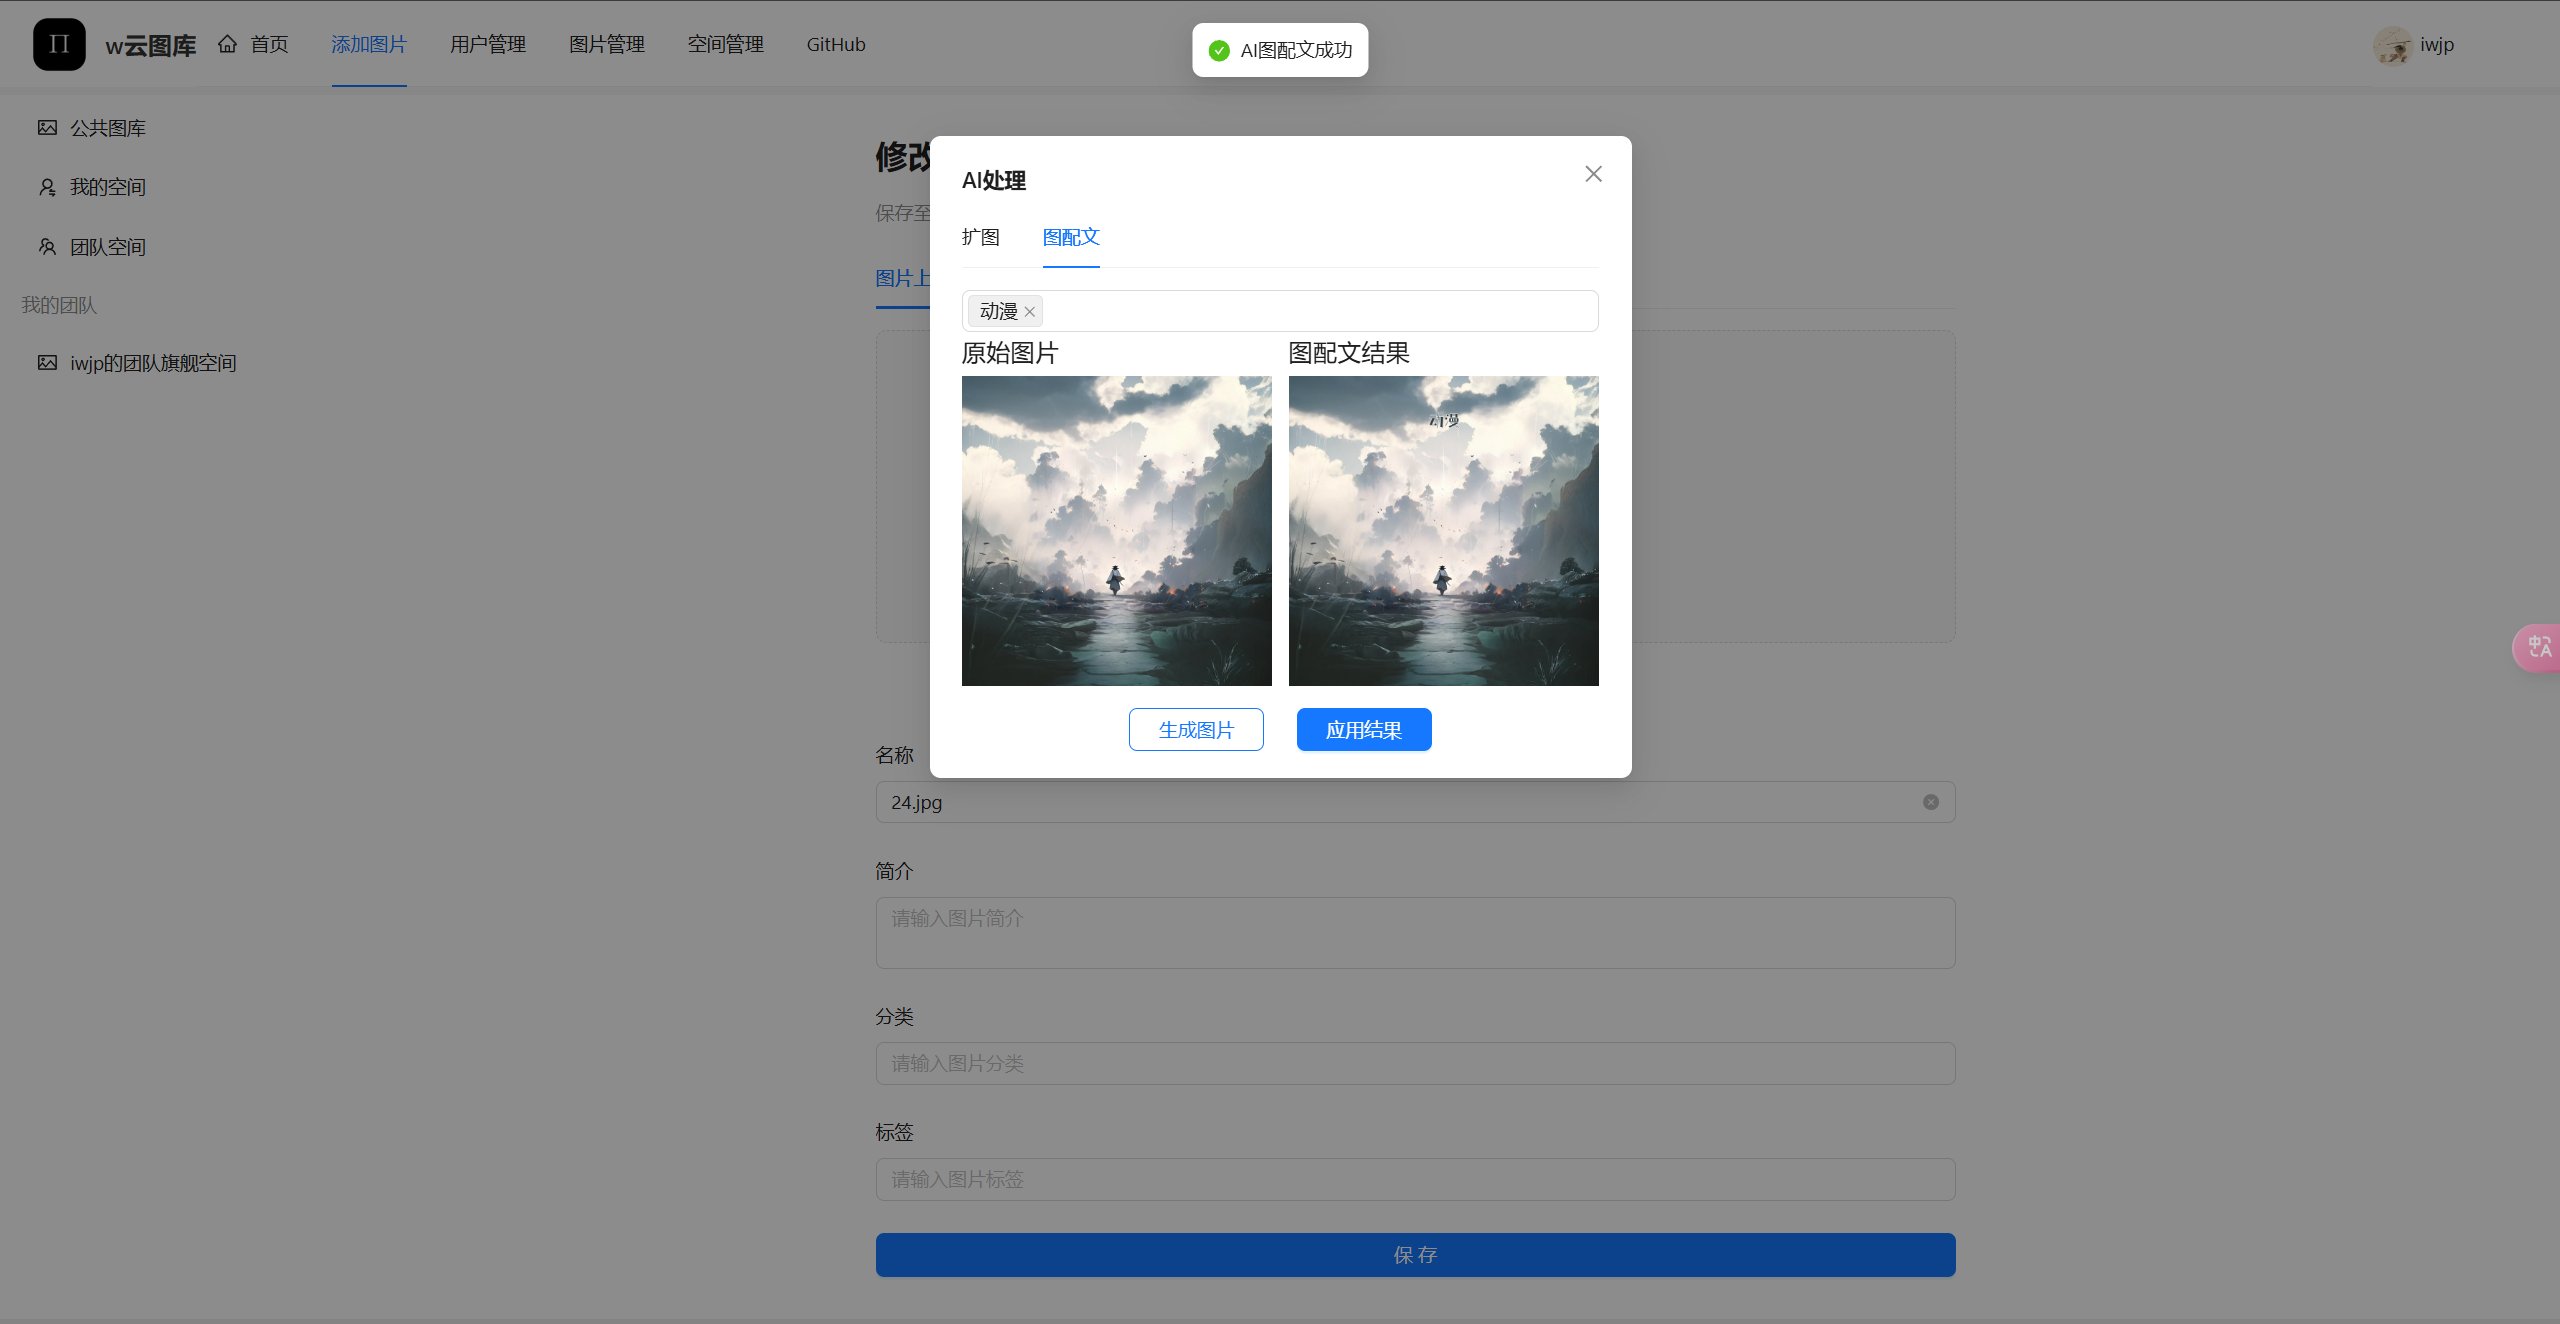 Π w云图库 首页 添加图片 用户管理 图片管理 空间管理 GitHub
AI图配文成功
iwjp
公共图库
我的空间
团队空间
我的团队
iwjp的团队旗舰空间
修改
保存至
图片上
AI处理
扩图 图配文
动漫
原始图片 图配文结果
动漫
生成图片 应用结果
名称
24.jpg
简介
请输入图片简介
分类
请输入图片分类
标签
请输入图片标签
保 存
中A